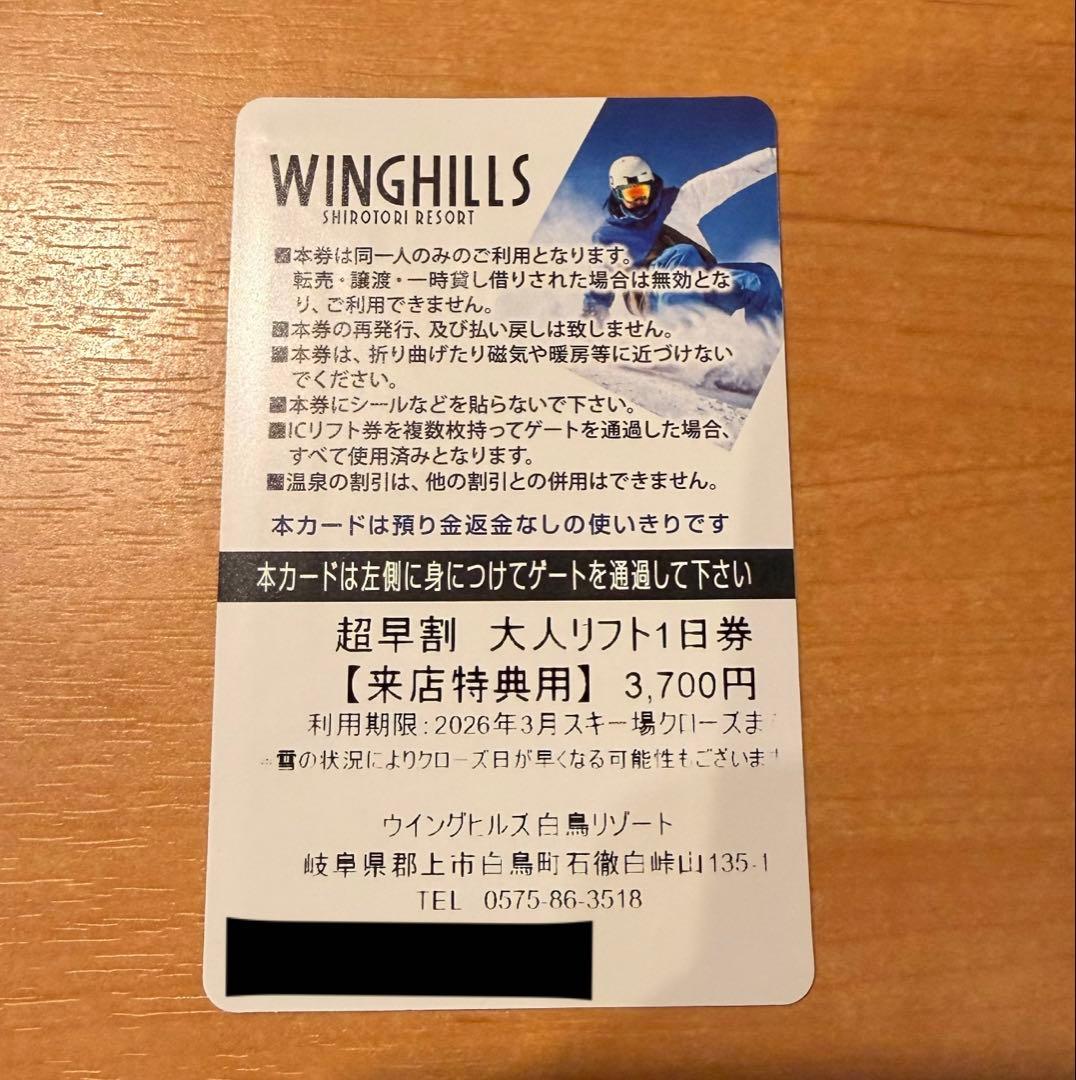 WINGHILLS
SHIROTORI RESORT
■本券は同一人のみのご利用となります。
転売・譲渡・一時貸し借りされた場合は無効とな
り、ご利用できません。
■本券の再発行、及び払い戻しは致しません。
■本券は、折り曲げたり磁気や暖房等に近づけない
でください。
■本券にシールなどを貼らないで下さい。
■ICリフト券を複数枚持ってゲートを通過した場合、
すべて使用済みとなります。
■温泉の割引は、他の割引との併用はできません。
本カードは預り金返金なしの使いきりです
本カードは左側に身につけてゲートを通過して下さい
超早割 大人リフト1日券
【来店特典用】 3,700円
利用期限:2026年3月スキー場クローズま
※雪の状況によりクローズ日が早くなる可能性もございます
ウイングヒルズ白鳥リゾート
岐阜県郡上市白鳥町石徹白峠山135-1
TEL 0575-86-3518